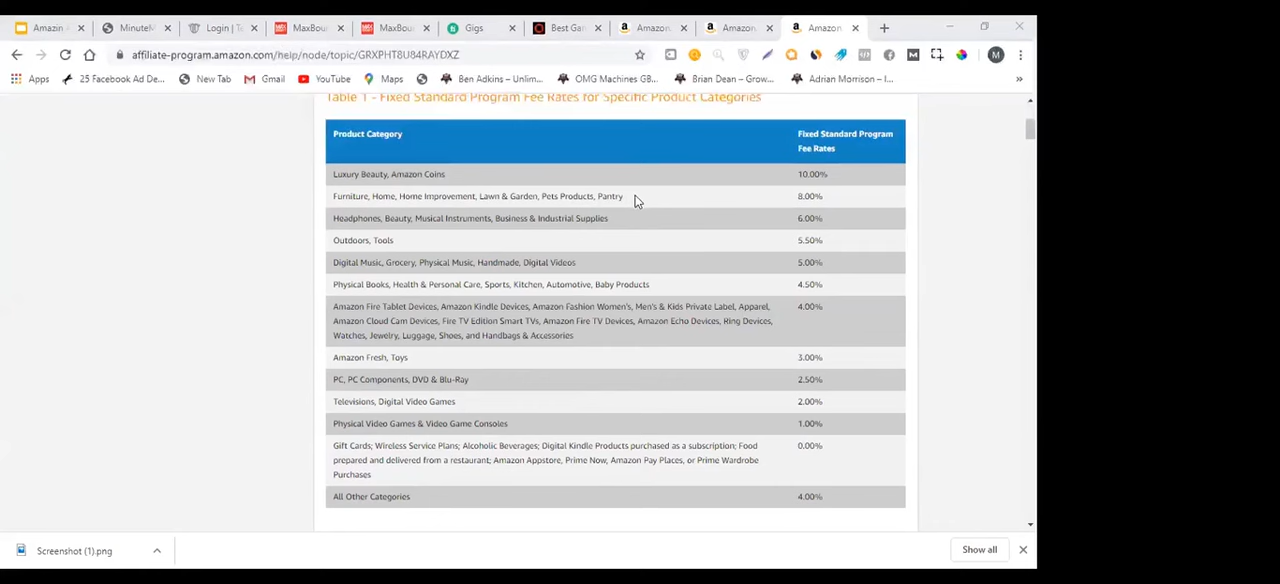 Amazin
MinuteM
Login | To
MaxBou
MaxBou
Gigs
Best Gan
Amazon
Amazon
Amazon
affiliate-program.amazon.com/help/node/topic/GRXPHT8U84RAYDXZ
Apps
25 Facebook Ad De...
New Tab
Gmail
YouTube
Maps
Ben Adkins – Unlim...
OMG Machines GB...
Brian Dean – Grow...
Adrian Morrison – I...
Table 1 - Fixed Standard Program Fee Rates for Specific Product Categories
Product Category
Fixed Standard Program
Fee Rates
Luxury Beauty, Amazon Coins 10.00%
Furniture, Home, Home Improvement, Lawn & Garden, Pets Products, Pantry 8.00%
Headphones, Beauty, Musical Instruments, Business & Industrial Supplies 6.00%
Outdoors, Tools 5.50%
Digital Music, Grocery, Physical Music, Handmade, Digital Videos 5.00%
Physical Books, Health & Personal Care, Sports, Kitchen, Automotive, Baby Products 4.50%
Amazon Fire Tablet Devices, Amazon Kindle Devices, Amazon Fashion Women's, Men's & Kids Private Label, Apparel, 4.00%
Amazon Cloud Cam Devices, Fire TV Edition Smart TVs, Amazon Fire TV Devices, Amazon Echo Devices, Ring Devices,
Watches, Jewelry, Luggage, Shoes, and Handbags & Accessories
Amazon Fresh, Toys 3.00%
PC, PC Components, DVD & Blu-Ray 2.50%
Televisions, Digital Video Games 2.00%
Physical Video Games & Video Game Consoles 1.00%
Gift Cards; Wireless Service Plans; Alcoholic Beverages; Digital Kindle Products purchased as a subscription; Food 0.00%
prepared and delivered from a restaurant; Amazon Appstore, Prime Now, Amazon Pay Places, or Prime Wardrobe
Purchases
All Other Categories 4.00%
Screenshot (1).png
Show all